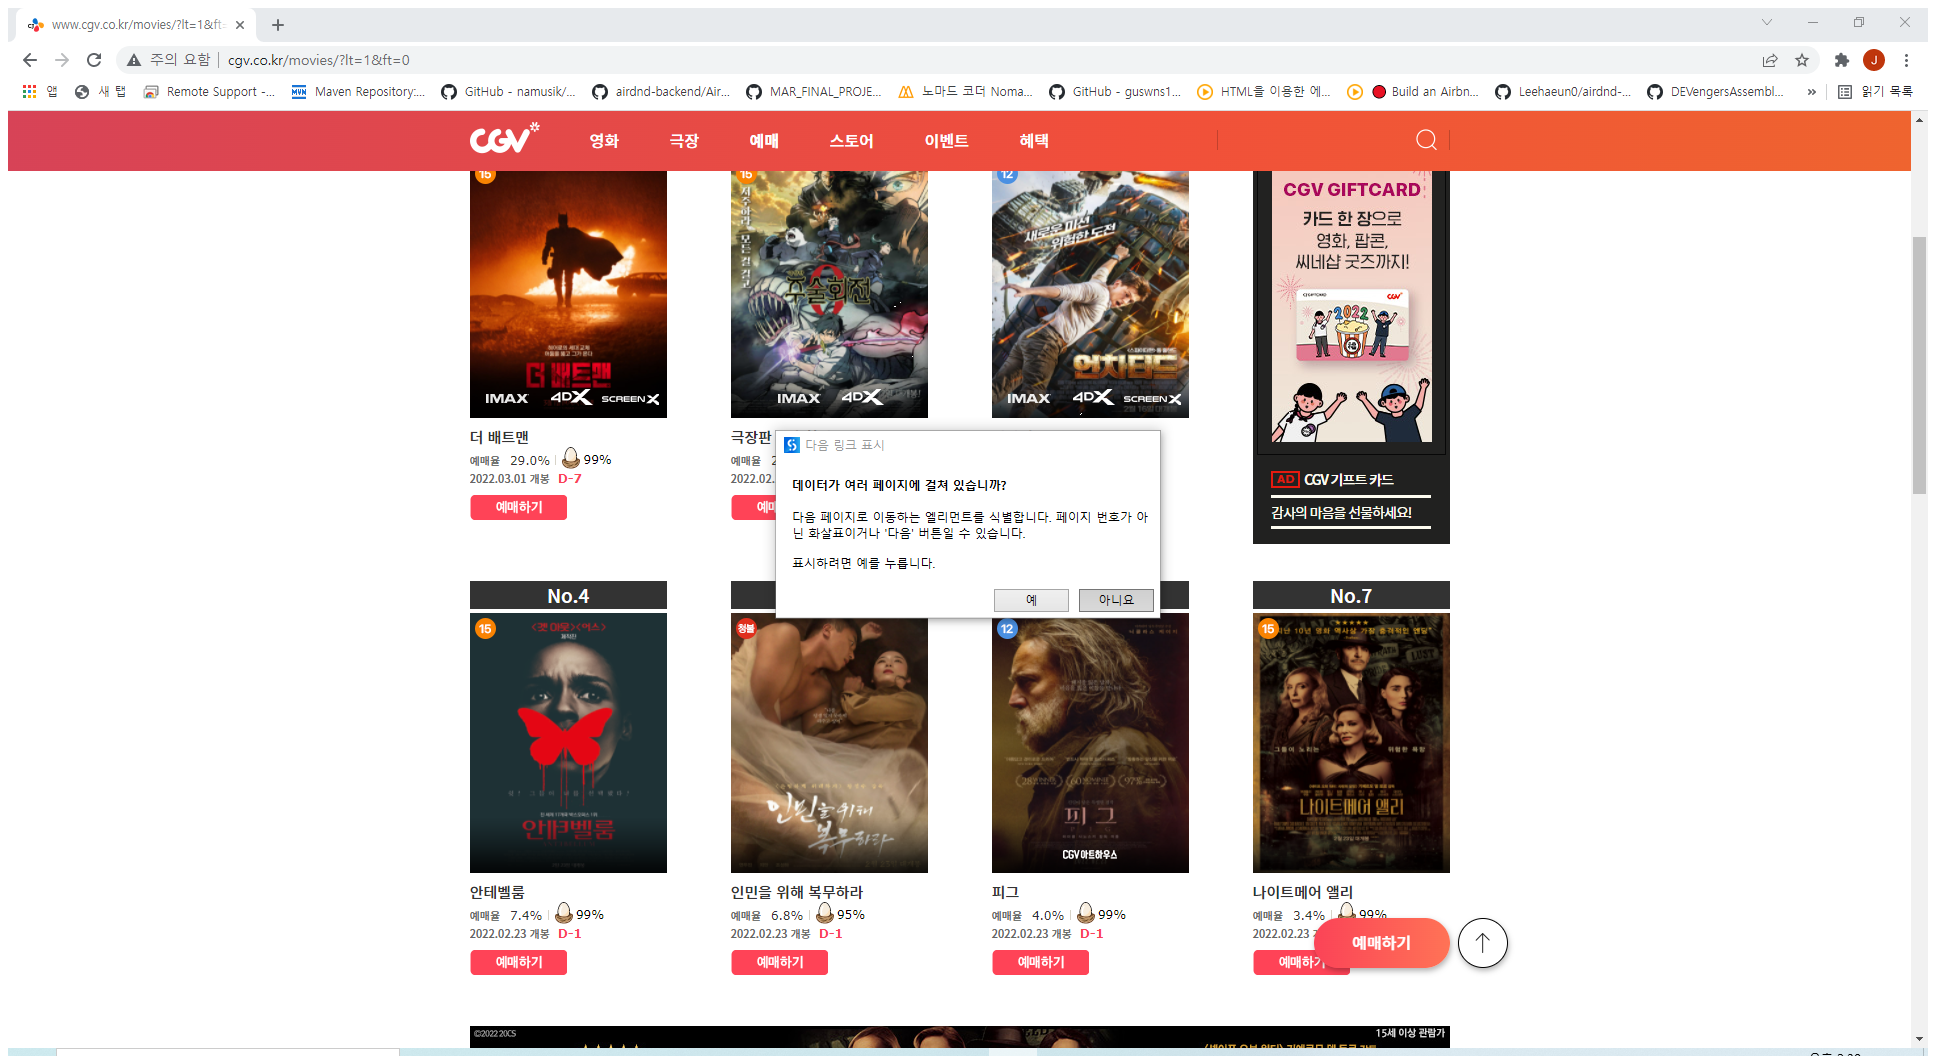 www.cgv.co.kr/movies/?lt=1&ft=
주의 요함
cgv.co.kr/movies/?lt=1&ft=0
J
앱
새 탭
Remote Support -...
Maven Repository:...
GitHub - namusik/...
airdnd-backend/Air...
MAR_FINAL_PROJE...
노마드 코더 Noma...
GitHub - guswns1...
HTML을 이용한 에...
Build an Airbn...
Leehaeun0/airdnd-...
DEVengersAssembl...
»
읽기 목록
CGV
영화
극장
예매
스토어
이벤트
혜택
15
15
12
더 배트맨
IMAX 4DX SCREENX
주술회전
0
IMAX 4DX
새로운 미션
위험한 도전
언차티드
IMAX 4DX SCREENX
CGV GIFTCARD
카드 한 장으로
영화, 팝콘,
씨네샵 굿즈까지!
CGV
2022
AD CGV 기프트 카드
감사의 마음을 선물하세요!
더 배트맨
예매율 29.0% 99%
2022.03.01 개봉 D-7
예매하기
극장판
예매율 2
2022.02.
예매
다음 링크 표시
데이터가 여러 페이지에 걸쳐 있습니까?
다음 페이지로 이동하는 엘리먼트를 식별합니다. 페이지 번호가 아
닌 화살표이거나 '다음' 버튼일 수 있습니다.
표시하려면 예를 누릅니다.
예
아니요
No.4
No.7
15
<겟 아웃><어스>
제작진
안테벨룸
청불
인민을 위해
복무하라
12
피그
CGV아트하우스
15
나이트메어 앨리
안테벨룸
예매율 7.4% 99%
2022.02.23 개봉 D-1
예매하기
인민을 위해 복무하라
예매율 6.8% 95%
2022.02.23 개봉 D-1
예매하기
피그
예매율 4.0% 99%
2022.02.23 개봉 D-1
예매하기
나이트메어 앨리
예매율 3.4% 99%
2022.02.23
예매하기
예매하기
©2022 20CS
15세 이상 관람가